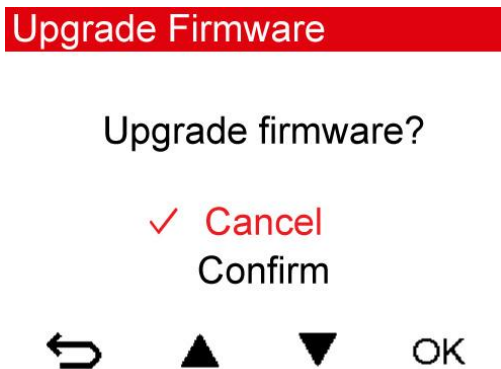 Upgrade Firmware
Upgrade firmware?
✓ Cancel
Confirm
OK